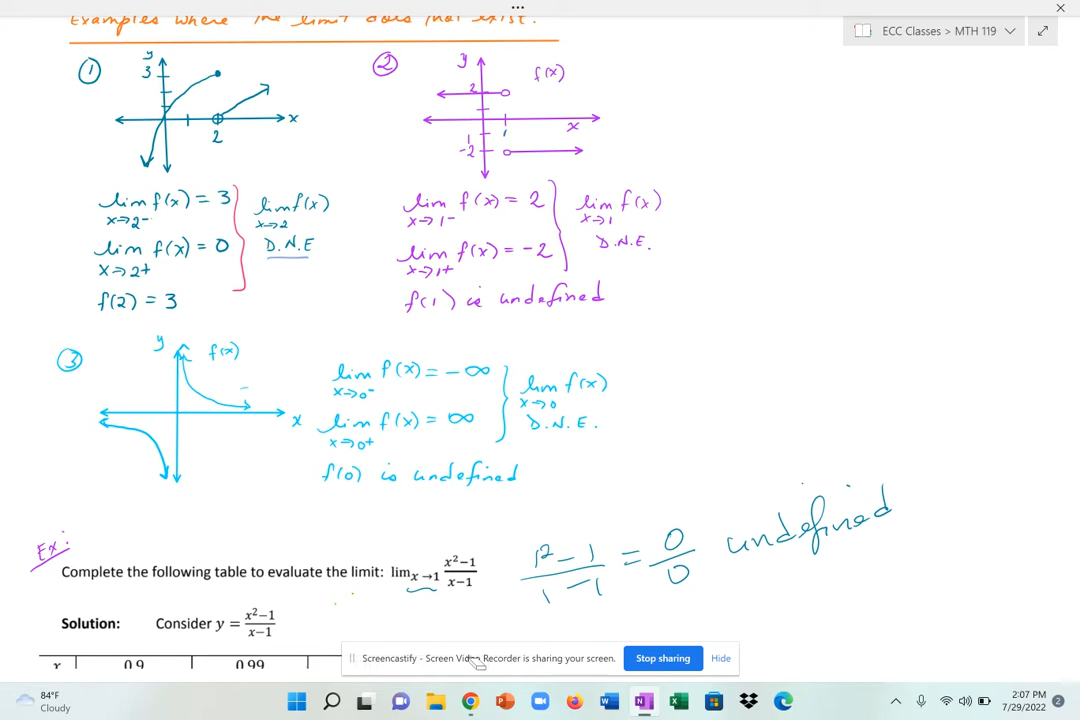 Examples where the limit does not exist.
ECC Classes > MTH 119
1
y
3
x
2
lim f(x) = 3
x→2-
lim f(x) = 0
x→2+
f(2) = 3
lim f(x)
x→2
D.N.E
2
y
f(x)
2
x
1
1
-2
lim f(x) = 2
x→1-
lim f(x) = -2
x→1+
f(1) is undefined
lim f(x)
x→1
D.N.E.
3
y
f(x)
x
lim f(x) = -∞
x→0-
lim f(x) = ∞
x→0+
f(0) is undefined
lim f(x)
x→0
D.N.E.
Ex:
Complete the following table to evaluate the limit: lim x→1 x²-1 / x-1
1²-1 / 1-1 = 0/0 undefined
Solution: Consider y = x²-1 / x-1
x 0.9 0.99
Screencastify - Screen Video Recorder is sharing your screen.
Stop sharing
Hide
84°F
Cloudy
2:07 PM
7/29/2022
2